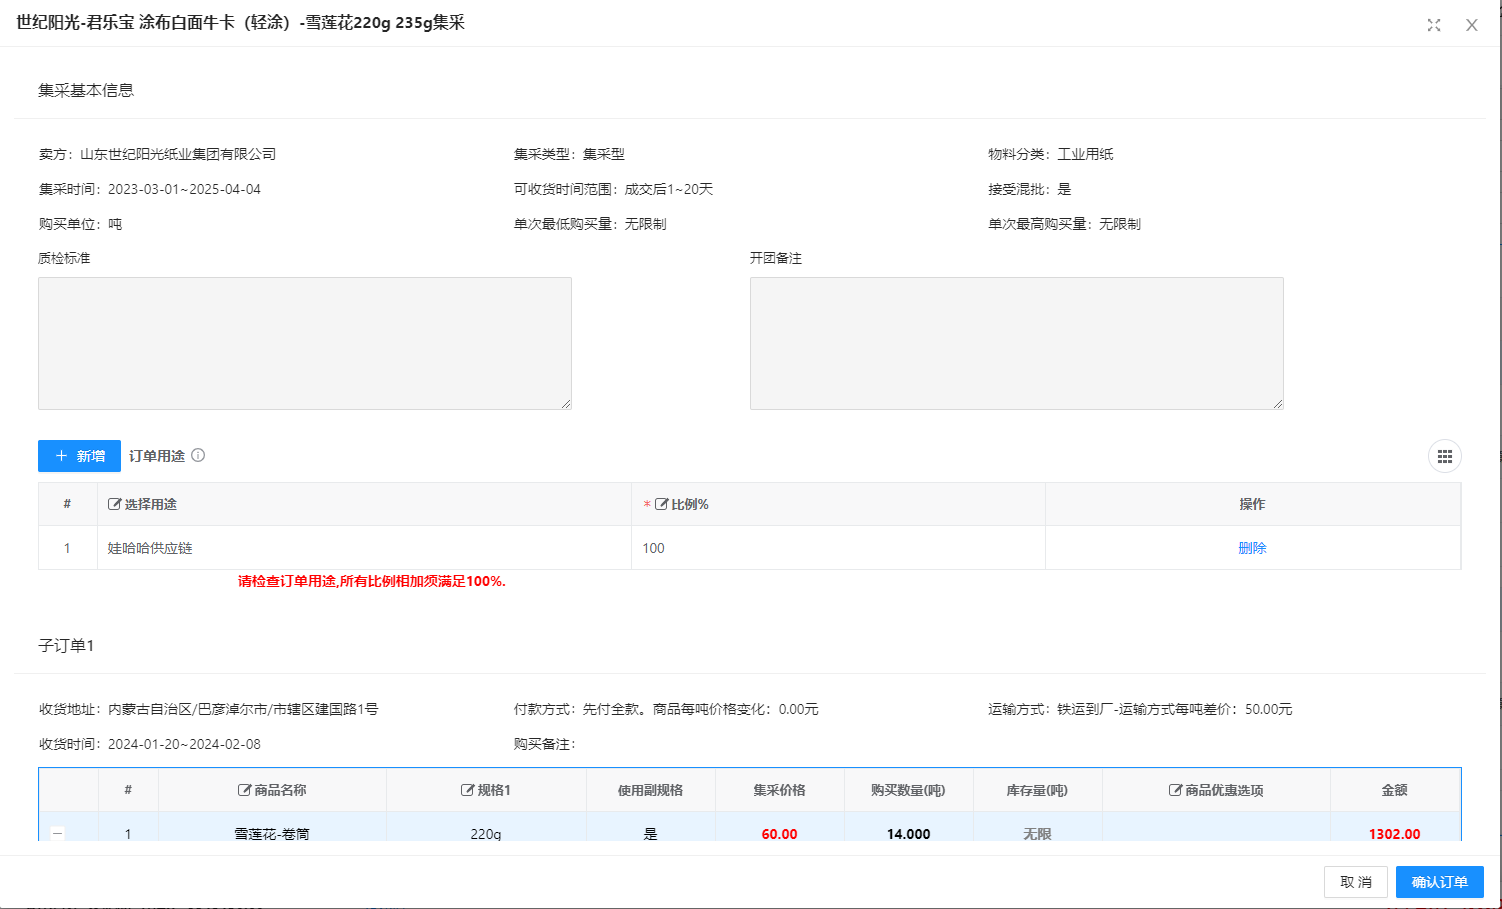 世纪阳光-君乐宝 涂布白面牛卡（轻涂）-雪莲花220g 235g集采
集采基本信息
卖方：山东世纪阳光纸业集团有限公司
集采类型：集采型
物料分类：工业用纸
集采时间：2023-03-01~2025-04-04
可收货时间范围：成交后1~20天
接受混批：是
购买单位：吨
单次最低购买量：无限制
单次最高购买量：无限制
质检标准
开团备注
新增
订单用途
#
选择用途
* 比例%
操作
1
娃哈哈供应链
100
删除
请检查订单用途,所有比例相加须满足100%.
子订单1
收货地址：内蒙古自治区/巴彦淖尔市/市辖区建国路1号
付款方式：先付全款。商品每吨价格变化：0.00元
运输方式：铁运到厂-运输方式每吨差价：50.00元
收货时间：2024-01-20~2024-02-08
购买备注：
#
商品名称
规格1
使用副规格
集采价格
购买数量(吨)
库存量(吨)
商品优惠选项
金额
1
雪莲花-卷筒
220g
是
60.00
14.000
无限
1302.00
取 消
确认订单